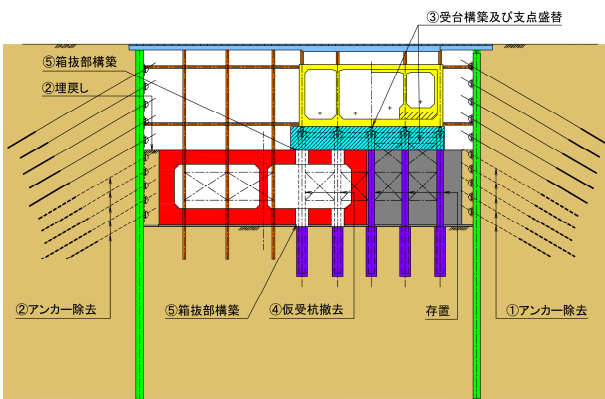 ③受台構築及び支点盛替
⑤箱抜部構築
②埋戻し
②アンカー除去
⑤箱抜部構築
④仮受杭撤去
存置
①アンカー除去